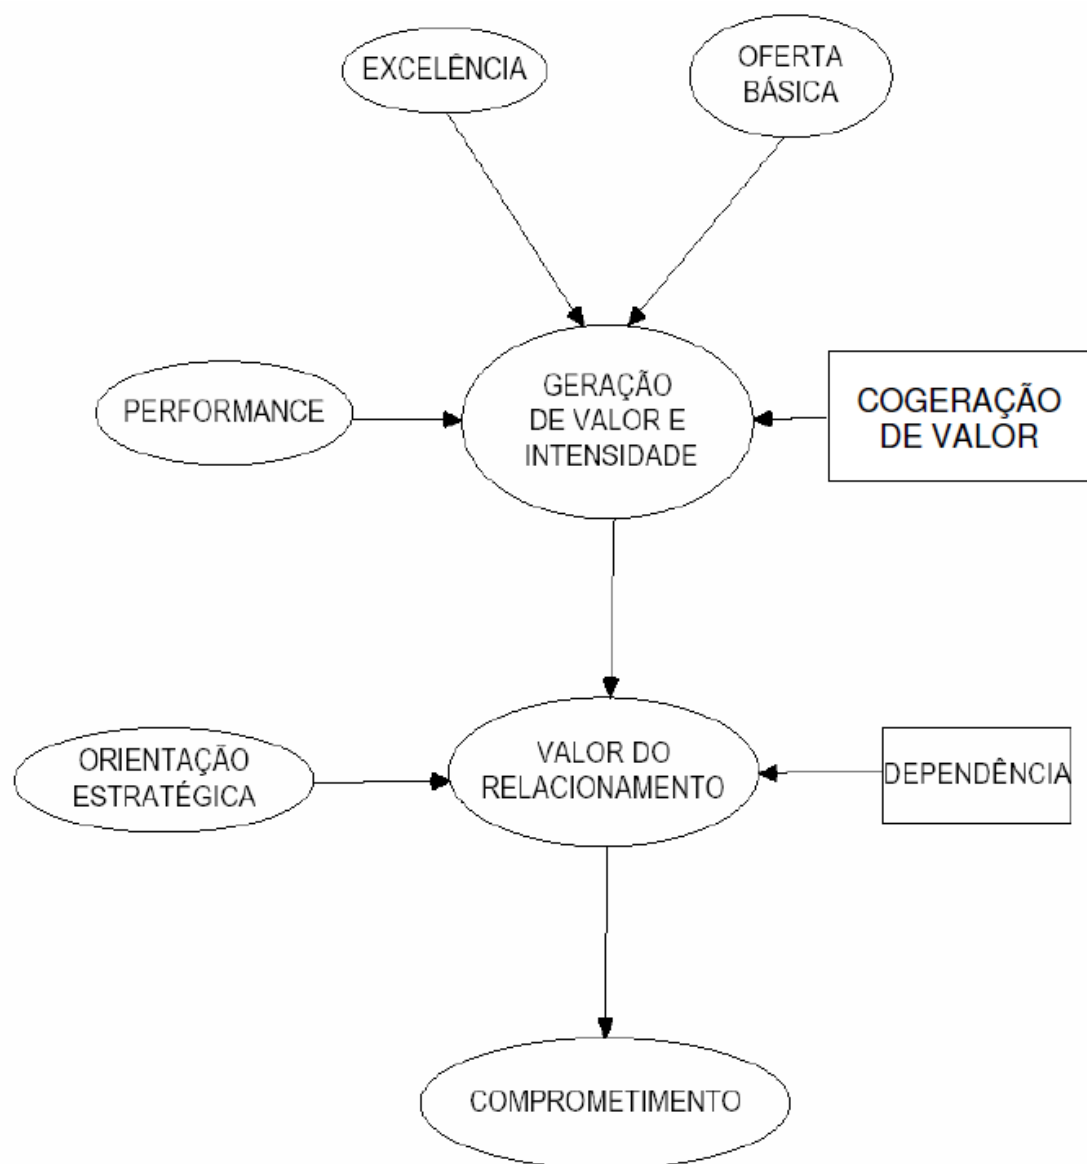 EXCELÊNCIA
OFERTA
BÁSICA
PERFORMANCE
GERAÇÃO
DE VALOR E
INTENSIDADE
COGERAÇÃO
DE VALOR
ORIENTAÇÃO
ESTRATÉGICA
VALOR DO
RELACIONAMENTO
DEPENDÊNCIA
COMPROMETIMENTO